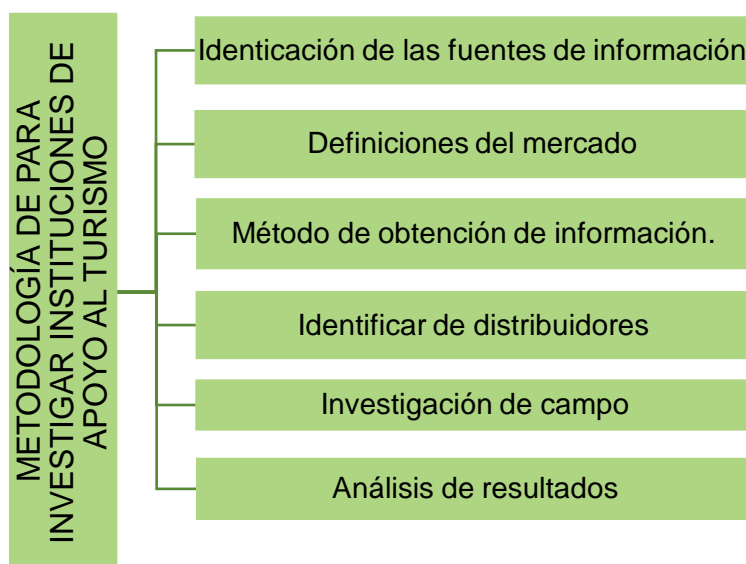 METODOLOGÍA DE PARA
INVESTIGAR INSTITUCIONES DE
APOYO AL TURISMO
Identicación de las fuentes de información
Definiciones del mercado
Método de obtención de información.
Identificar de distribuidores
Investigación de campo
Análisis de resultados